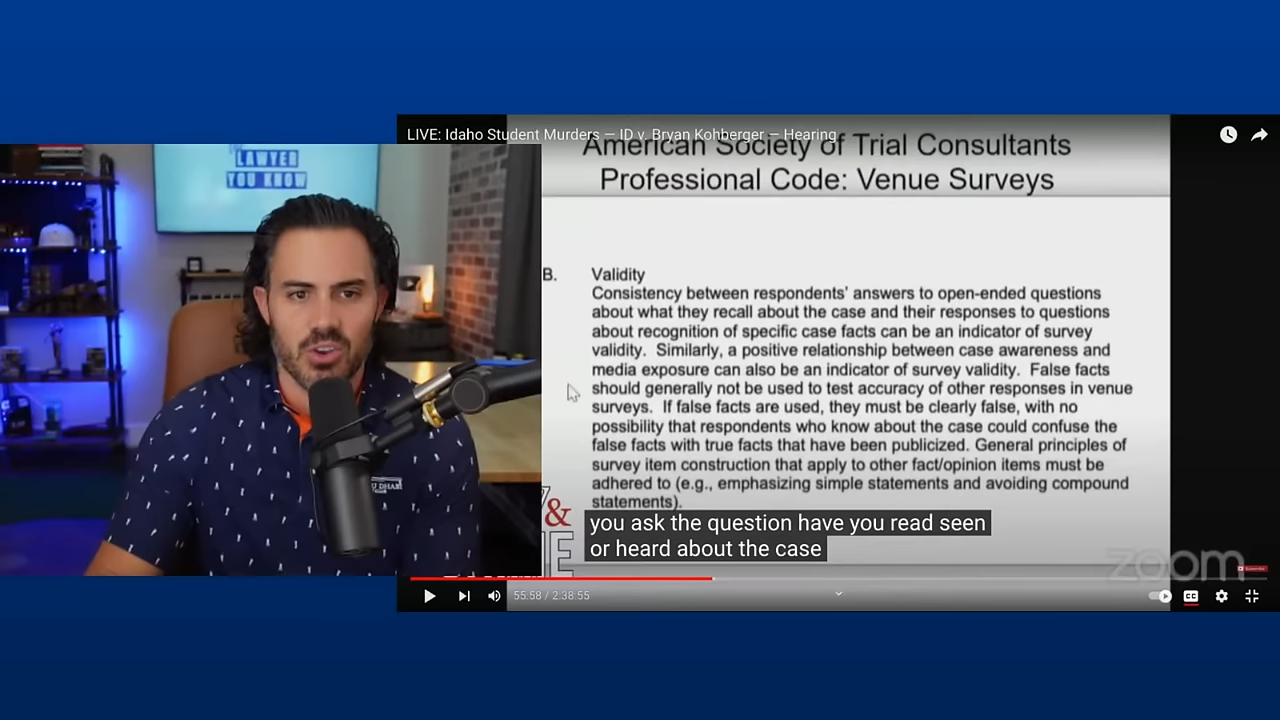 LIVE: Idaho Student Murders — ID v. Bryan Kohberger — Hearing
LAWYER
YOU KNOW
American Society of Trial Consultants
Professional Code: Venue Surveys
B. Validity
Consistency between respondents' answers to open-ended questions
about what they recall about the case and their responses to questions
about recognition of specific case facts can be an indicator of survey
validity. Similarly, a positive relationship between case awareness and
media exposure can also be an indicator of survey validity. False facts
should generally not be used to test accuracy of other responses in venue
surveys. If false facts are used, they must be clearly false, with no
possibility that respondents who know about the case could confuse the
false facts with true facts that have been publicized. General principles of
survey item construction that apply to other fact/opinion items must be
adhered to (e.g., emphasizing simple statements and avoiding compound
statements).
&
you ask the question have you read seen
or heard about the case
zoom
55:58 / 2:38:55
CC